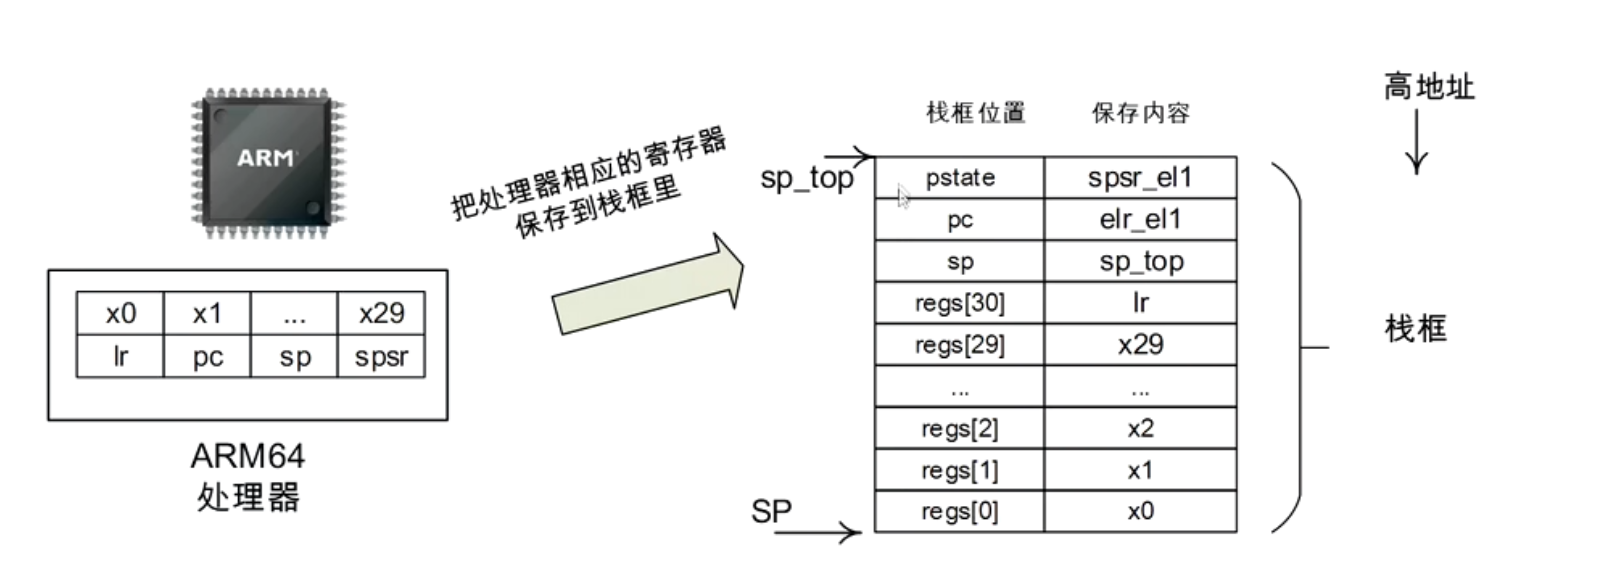 高地址
栈框位置 保存内容
ARM
把处理器相应的寄存器
保存到栈框里
sp_top
pstate spsr_el1
pc elr_el1
sp sp_top
regs[30] lr
regs[29] x29
... ...
regs[2] x2
regs[1] x1
regs[0] x0
栈框
x0 x1 ... x29
lr pc sp spsr
ARM64
处理器
SP